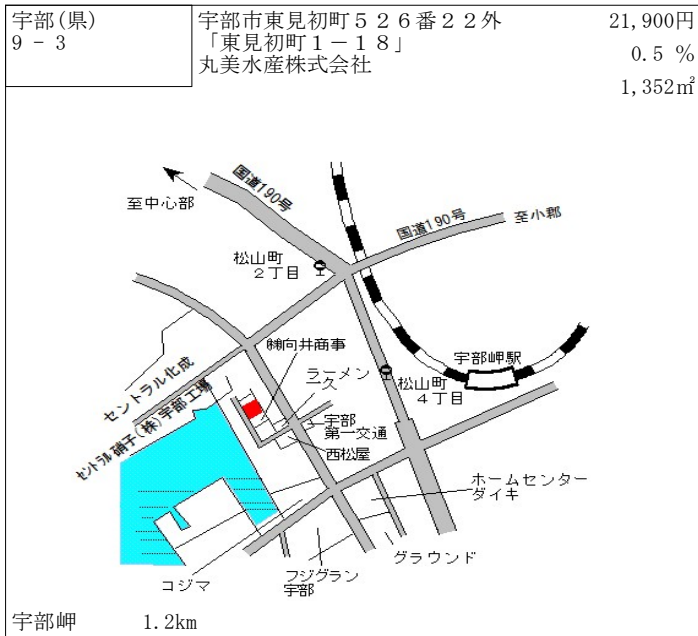 宇部(県)
9 - 3
宇部市東見初町５２６番２２外
「東見初町１－１８」
丸美水産株式会社
21,900円
0.5 %
1,352㎡
国道190号
至中心部
国道190号
至小郡
松山町
２丁目
㈱向井商事
ラーメン
一久
宇部岬駅
松山町
４丁目
セントラル化成
セントラル硝子(株)宇部工場
宇部
第一交通
西松屋
ホームセンター
ダイキ
グラウンド
コジマ
フジグラン
宇部
宇部岬 1.2km